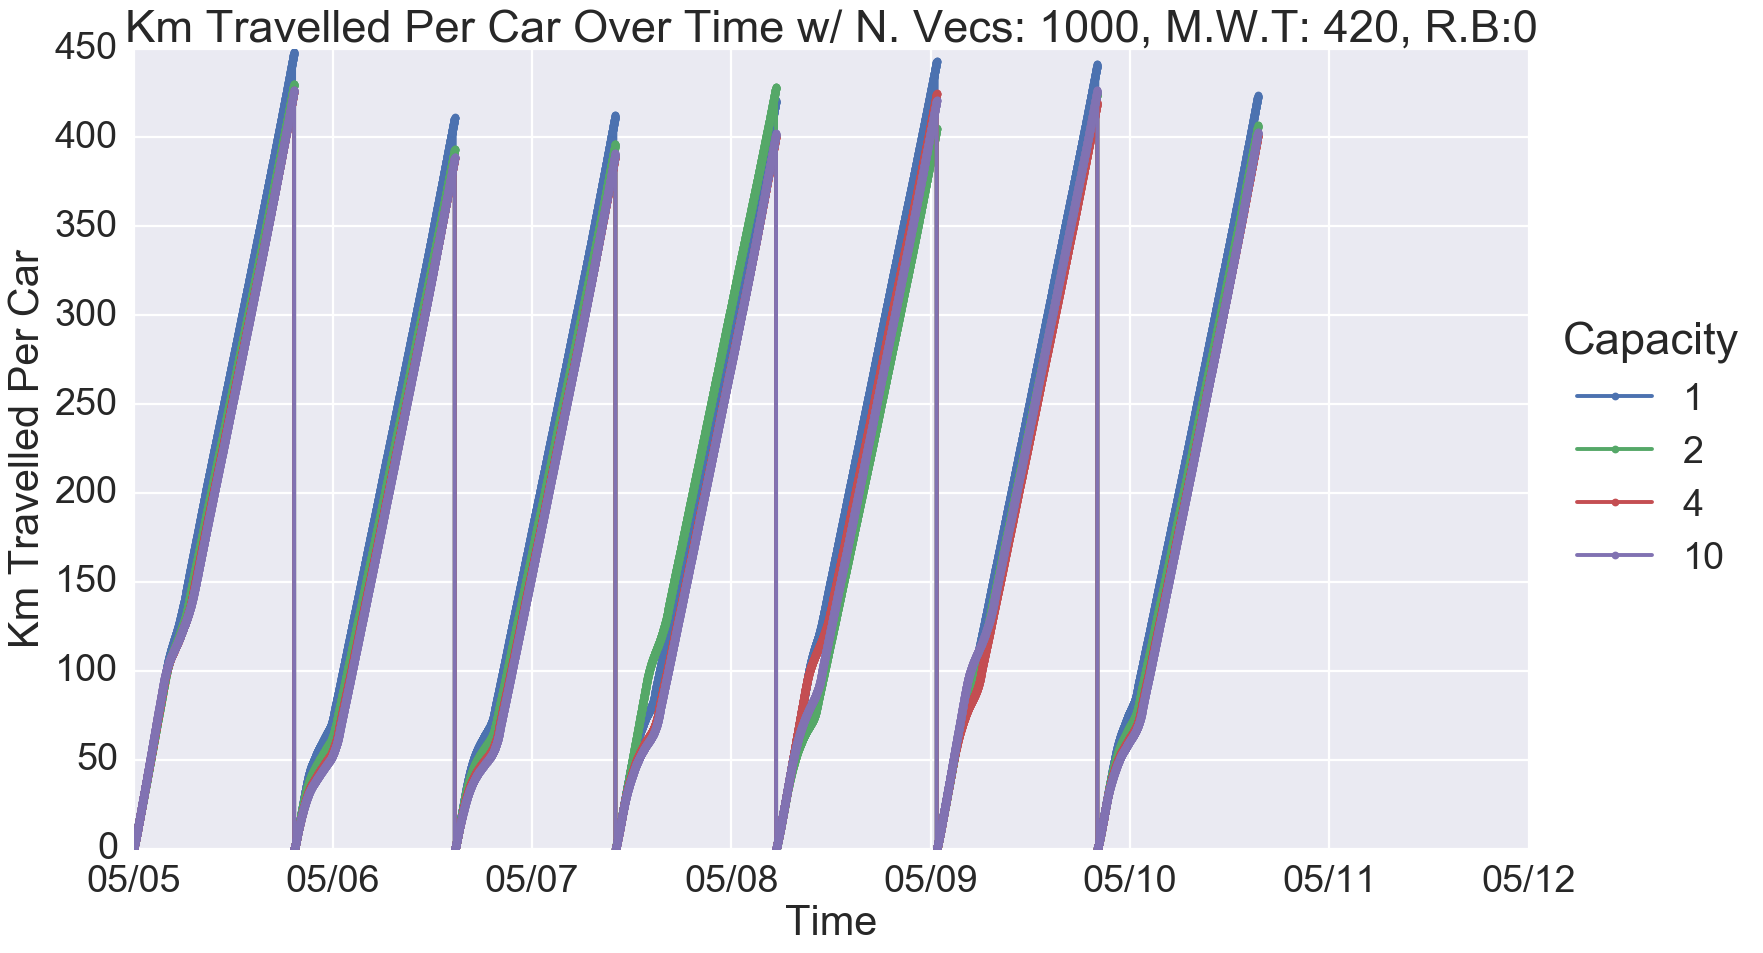 Km Travelled Per Car Over Time w/ N. Vecs: 1000, M.W.T: 420, R.B:0
450
400
350
300
250
200
150
100
50
0
Km Travelled Per Car
05/05 05/06 05/07 05/08 05/09 05/10 05/11 05/12
Time
Capacity
1
2
4
10